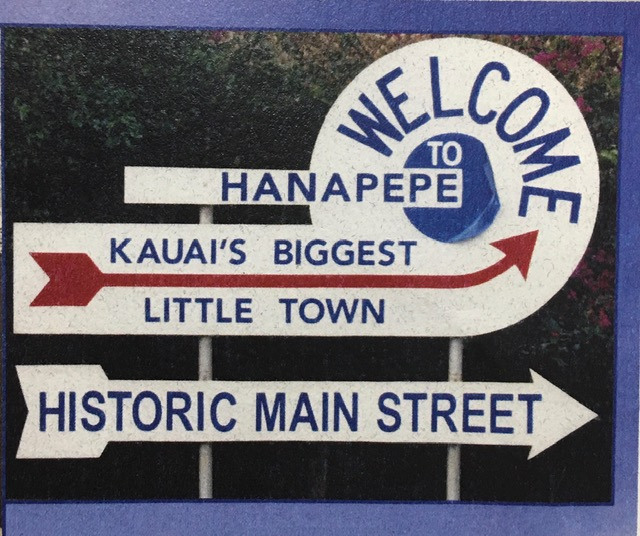 WELCOME
TO
HANAPEPE
KAUAI'S BIGGEST
LITTLE TOWN
HISTORIC MAIN STREET